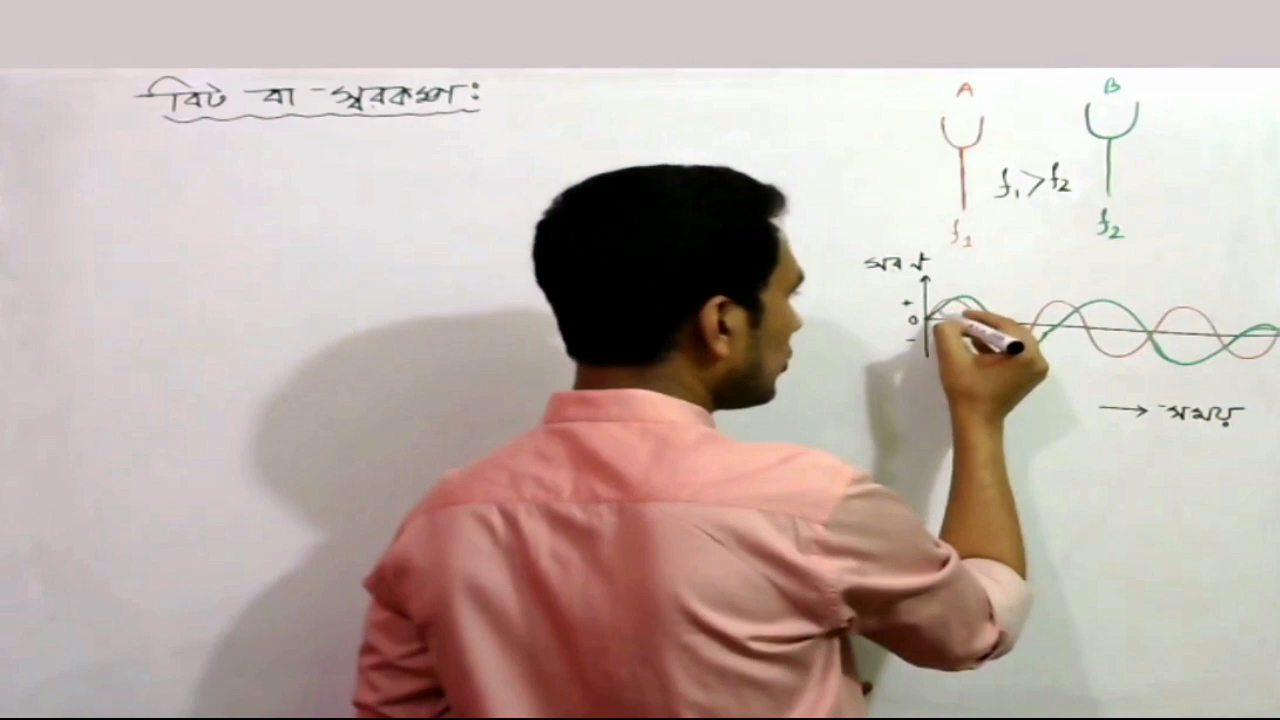 বিট বা স্বরকম্প :
A B
f₁ > f₂
f₁ f₂
সরণ
+
0
-
→ সময়